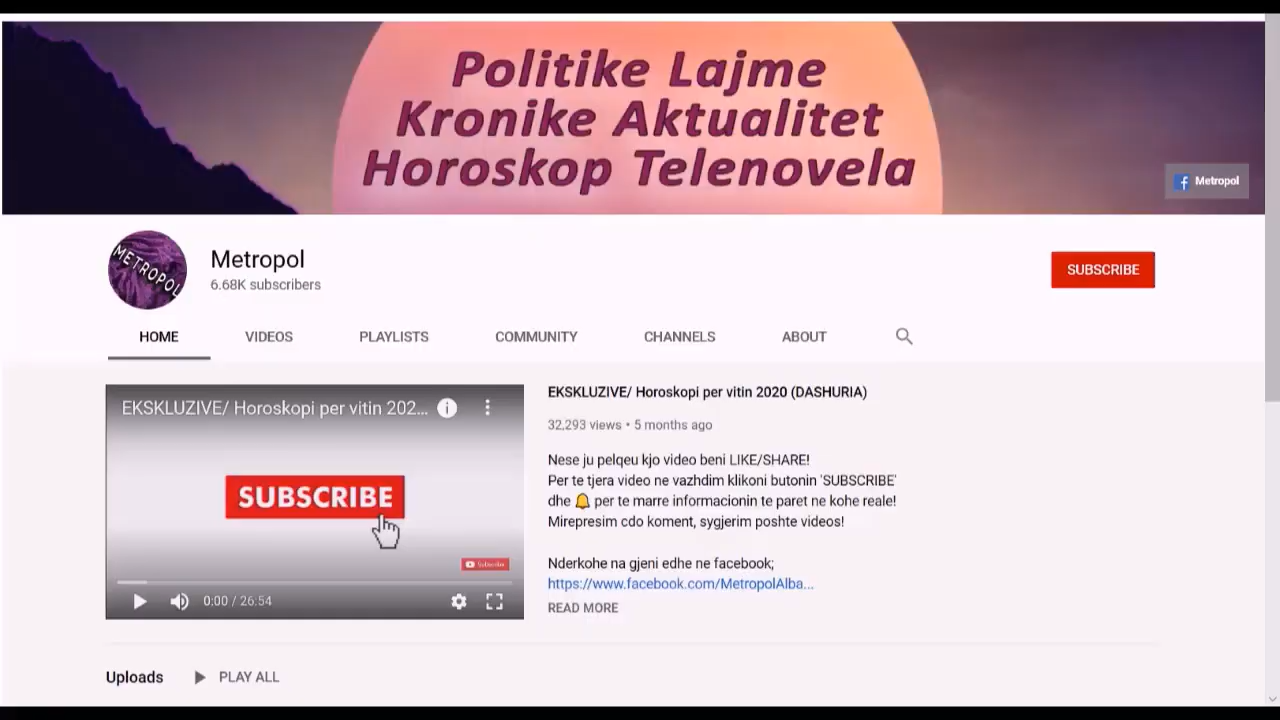 Politike Lajme
Kronike Aktualitet
Horoskop Telenovela
Metropol
METROPOL
Metropol
6.68K subscribers
SUBSCRIBE
HOME VIDEOS PLAYLISTS COMMUNITY CHANNELS ABOUT
EKSKLUZIVE/ Horoskopi per vitin 202...
SUBSCRIBE
Subscribe
0:00 / 26:54
EKSKLUZIVE/ Horoskopi per vitin 2020 (DASHURIA)
32,293 views • 5 months ago
Nese ju pelqeu kjo video beni LIKE/SHARE!
Per te tjera video ne vazhdim klikoni butonin 'SUBSCRIBE'
dhe 🔔 per te marre informacionin te paret ne kohe reale!
Mirepresim cdo koment, sygjerim poshte videos!
Nderkohe na gjeni edhe ne facebook;
https://www.facebook.com/MetropolAlba...
READ MORE
Uploads PLAY ALL